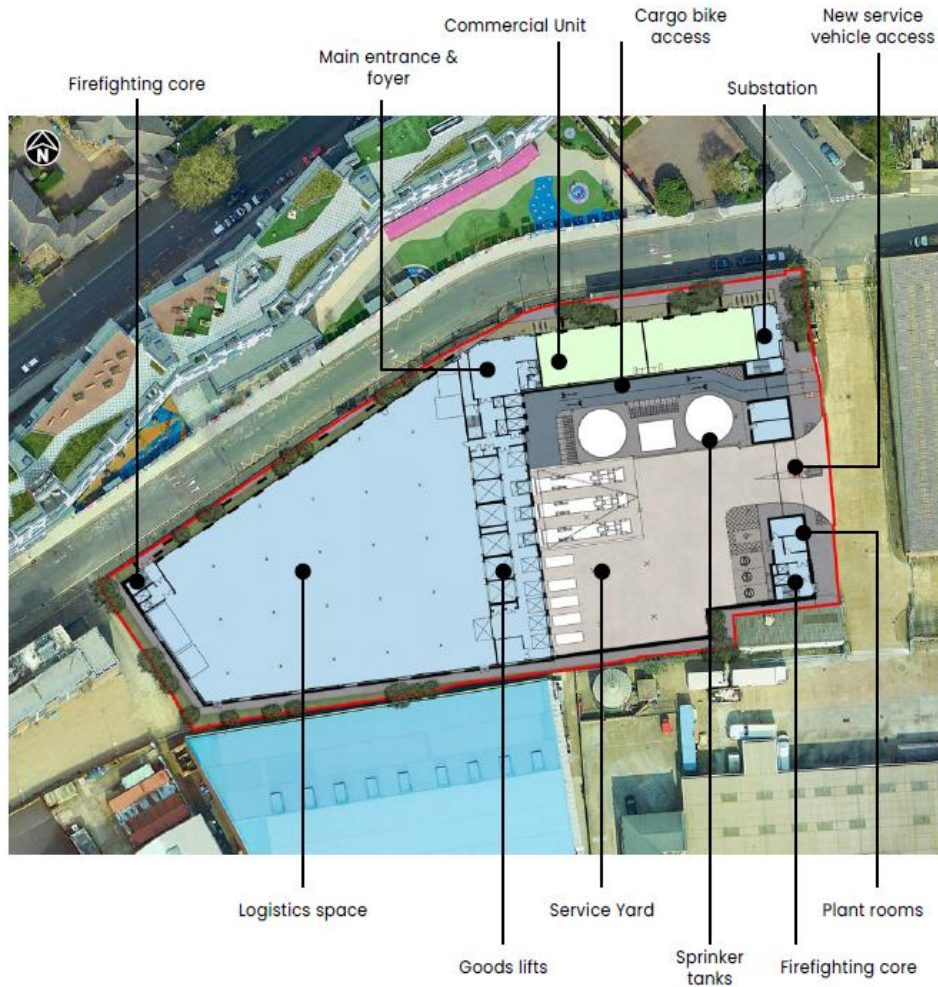 Commercial Unit
Cargo bike
access
New service
vehicle access
Main entrance &
foyer
Firefighting core
Substation
N
Logistics space
Service Yard
Plant rooms
Goods lifts
Sprinker
tanks
Firefighting core